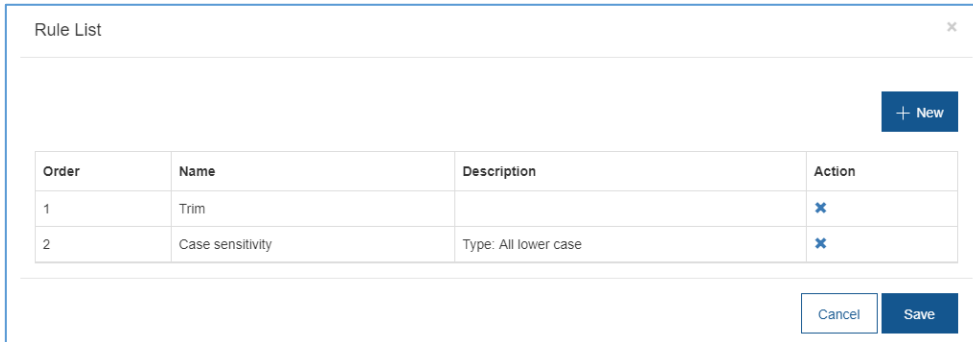 Rule List
+ New
Order Name Description Action
1 Trim
2 Case sensitivity Type: All lower case
Cancel Save